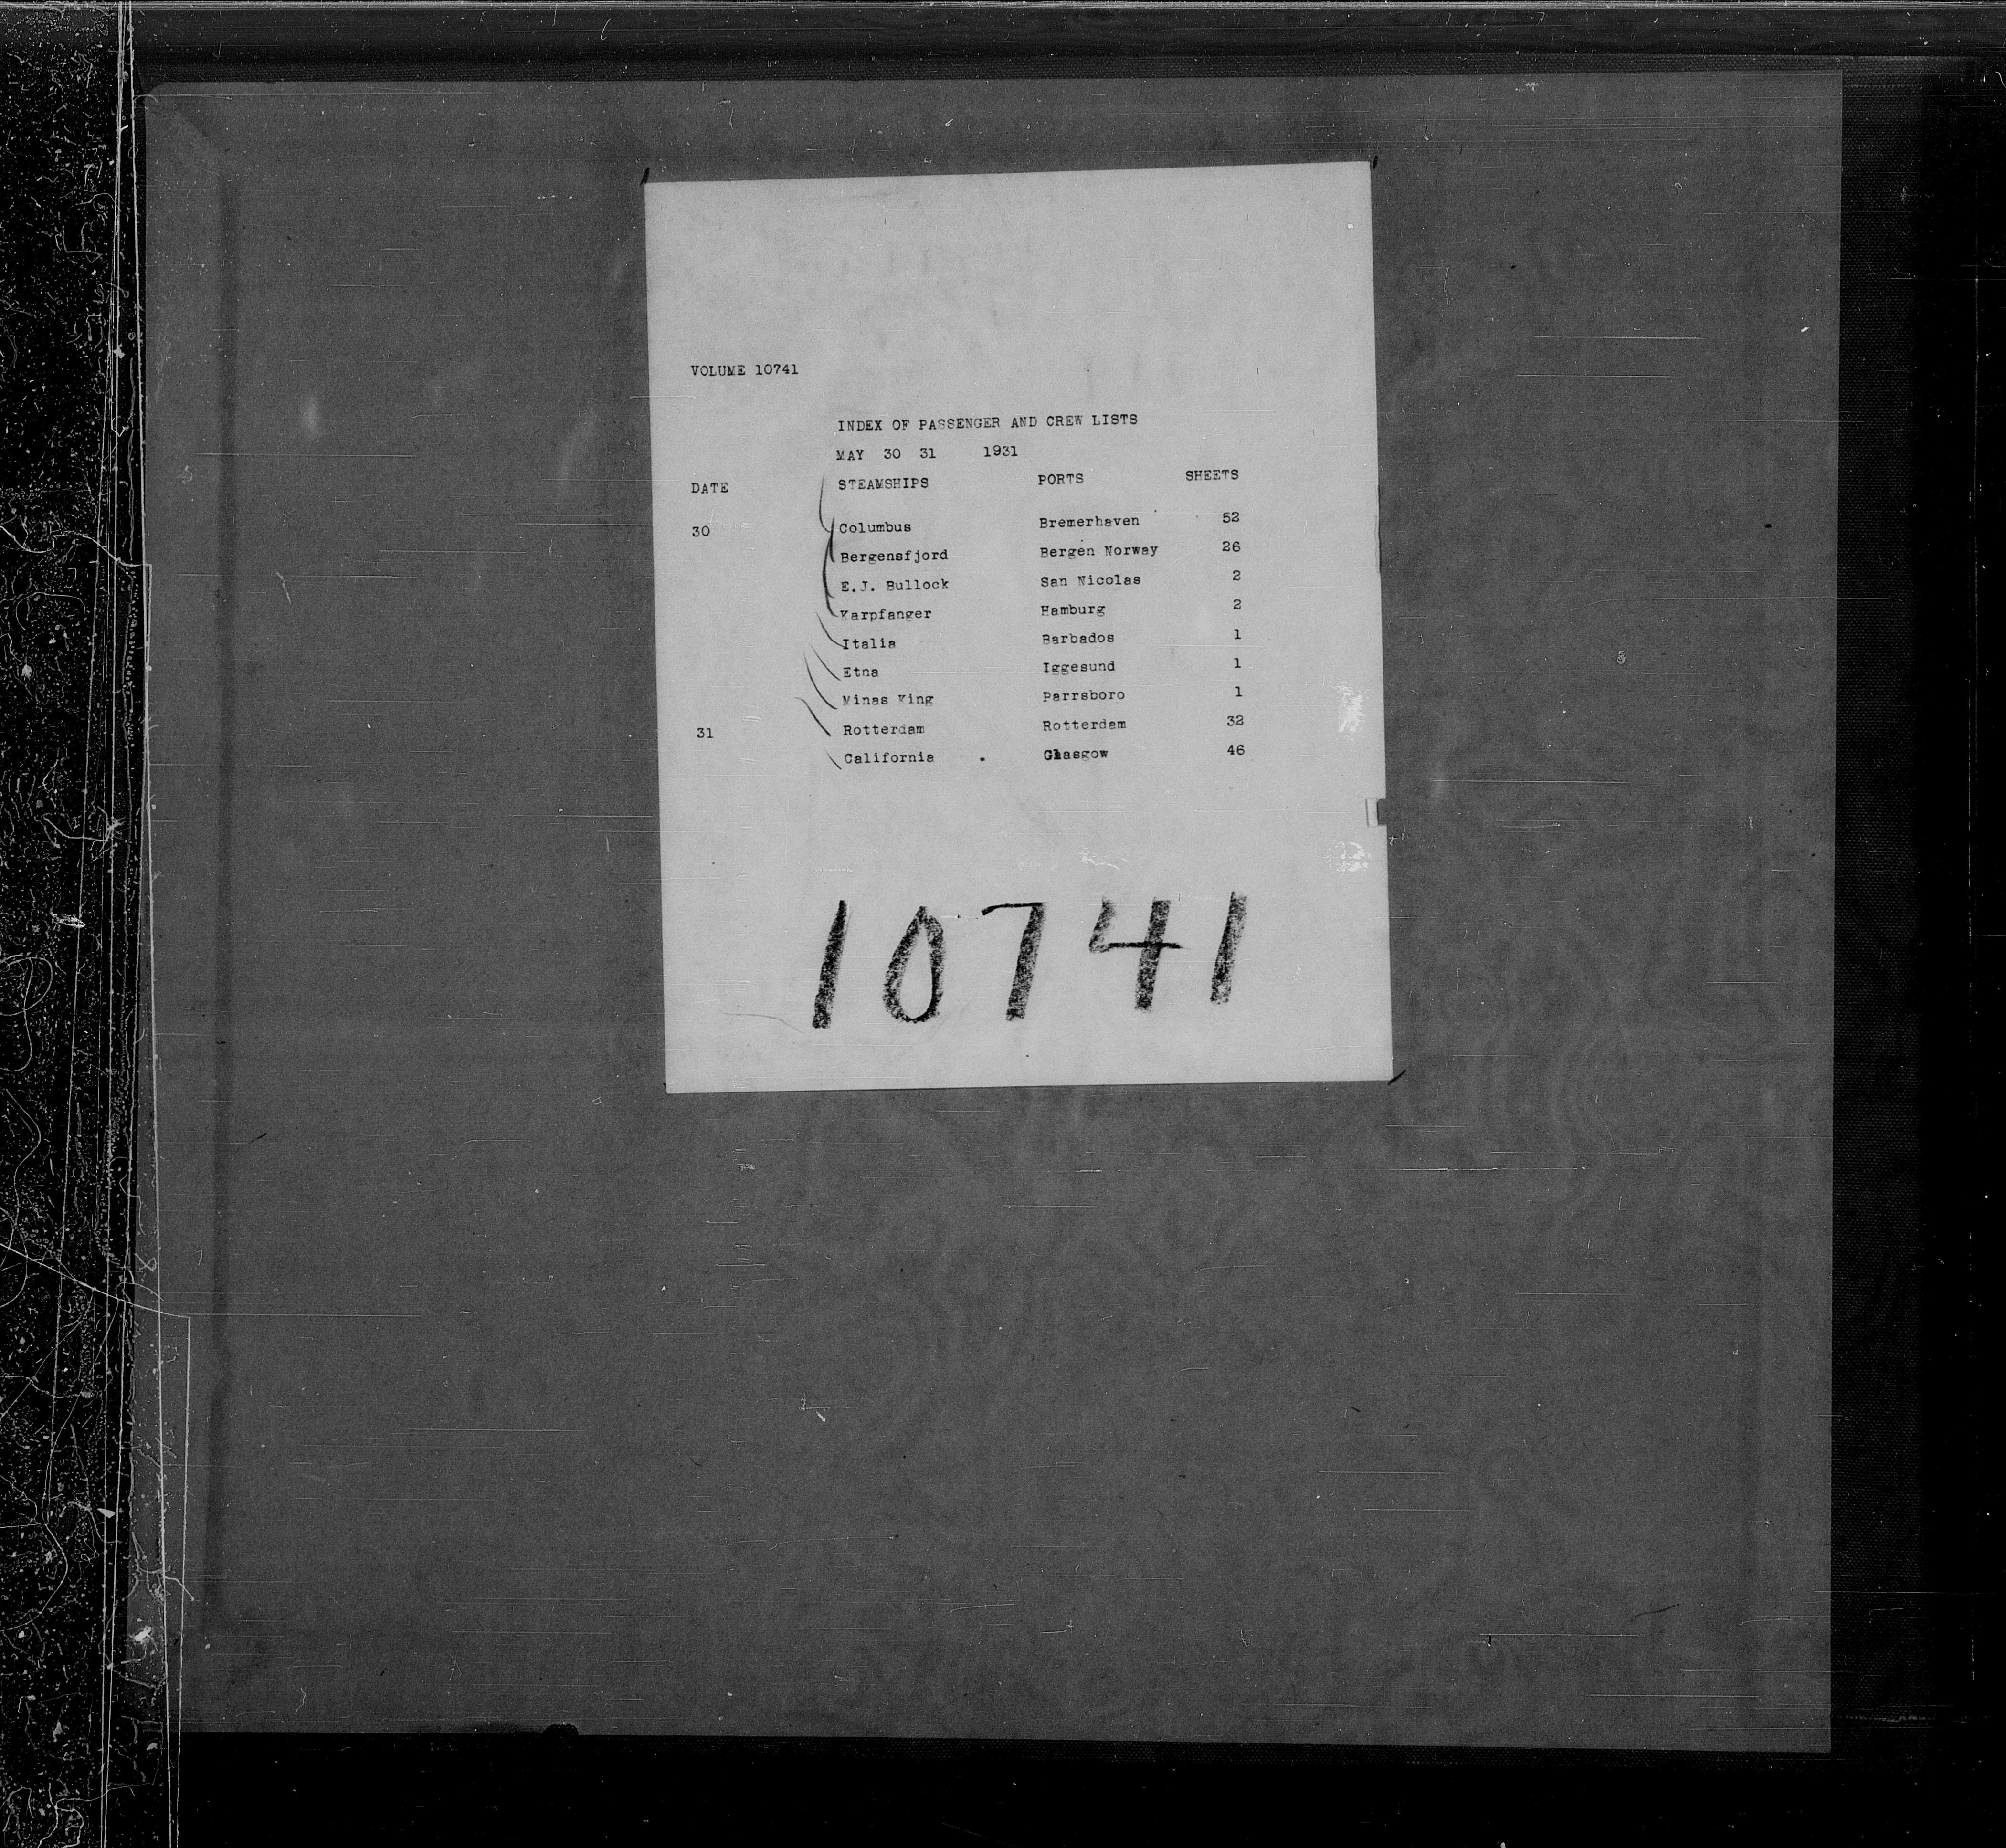 VOLUME 10741
INDEX OF PASSENGER AND CREW LISTS
MAY 30 31 1931
DATE STEAMSHIPS PORTS SHEETS
30 Columbus Bremerhaven 52
Bergensfjord Bergen Norway 26
E.J. Bullock San Nicolas 2
Karpfanger Hamburg 2
Italia Barbados 1
Etna Iggesund 1
Minas King Parrsboro 1
31 Rotterdam Rotterdam 32
California Glasgow 46
10741